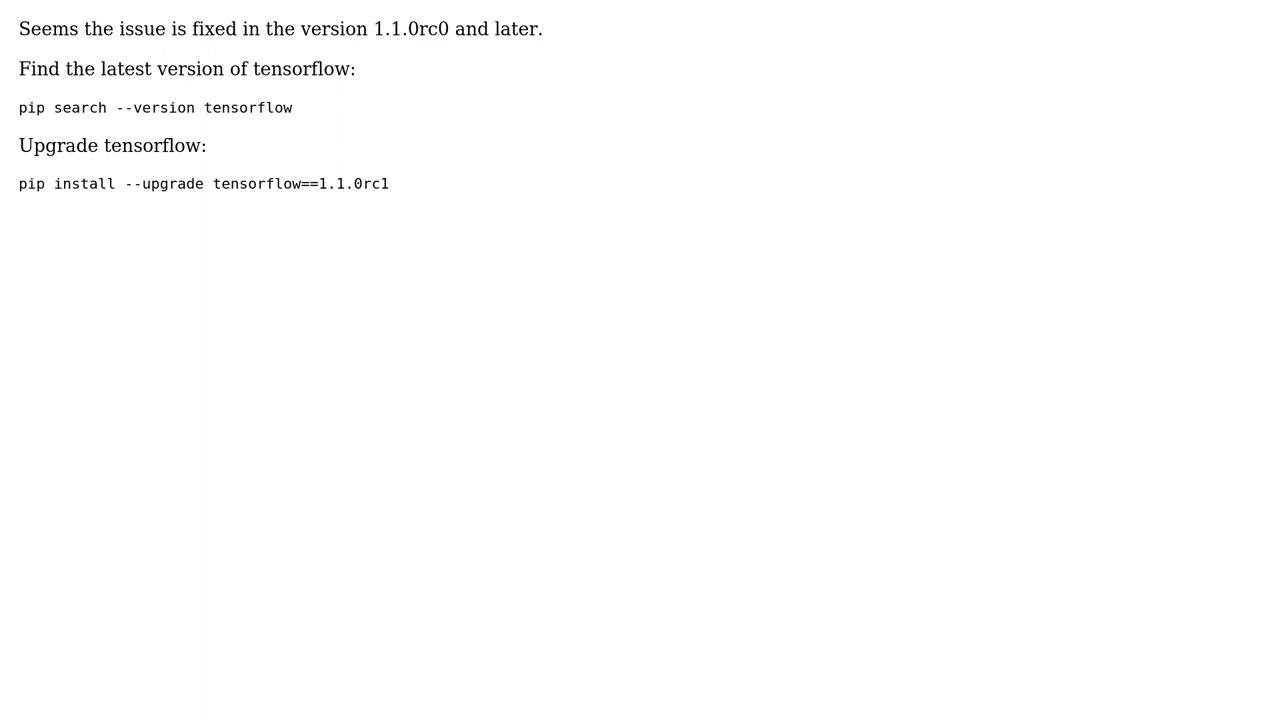 Seems the issue is fixed in the version 1.1.0rc0 and later.
Find the latest version of tensorflow:
pip search --version tensorflow
Upgrade tensorflow:
pip install --upgrade tensorflow==1.1.0rc1